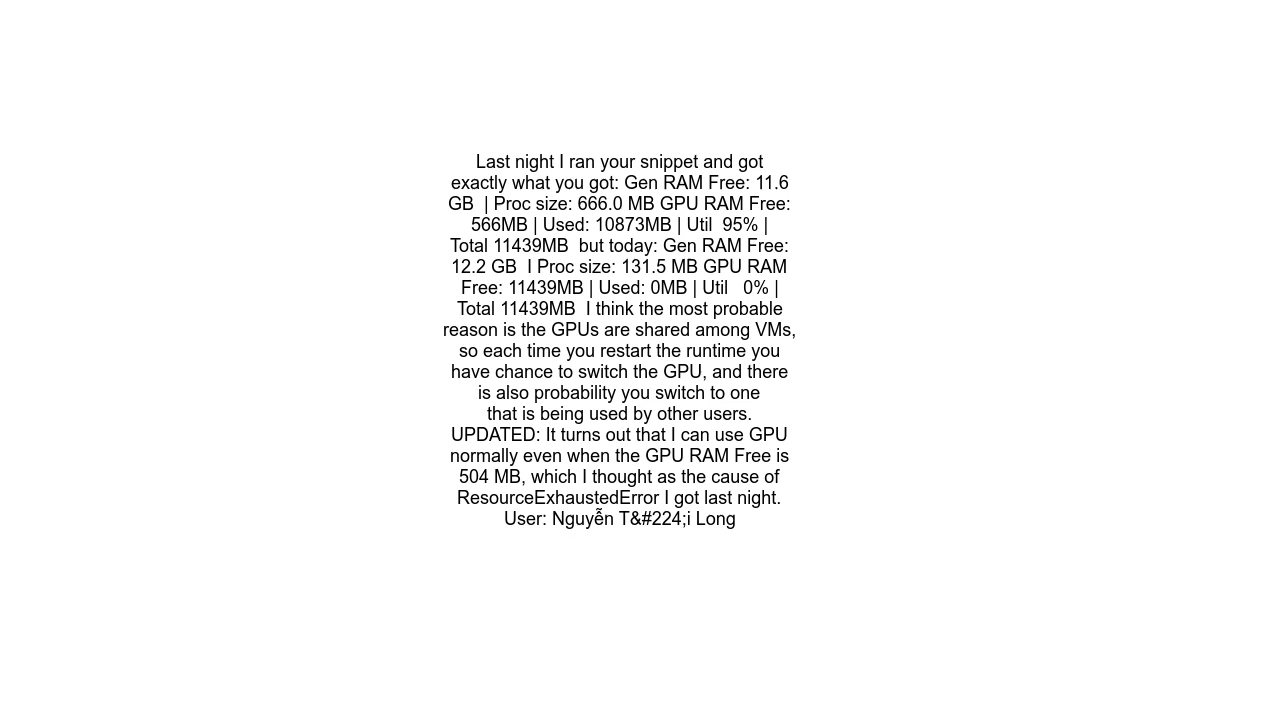 Last night I ran your snippet and got
exactly what you got: Gen RAM Free: 11.6
GB  | Proc size: 666.0 MB GPU RAM Free:
566MB | Used: 10873MB | Util  95% |
Total 11439MB  but today: Gen RAM Free:
12.2 GB  I Proc size: 131.5 MB GPU RAM
Free: 11439MB | Used: 0MB | Util   0% |
Total 11439MB  I think the most probable
reason is the GPUs are shared among VMs,
so each time you restart the runtime you
have chance to switch the GPU, and there
is also probability you switch to one
that is being used by other users.
UPDATED: It turns out that I can use GPU
normally even when the GPU RAM Free is
504 MB, which I thought as the cause of
ResourceExhaustedError I got last night.
User: Nguyễn T&#224;i Long